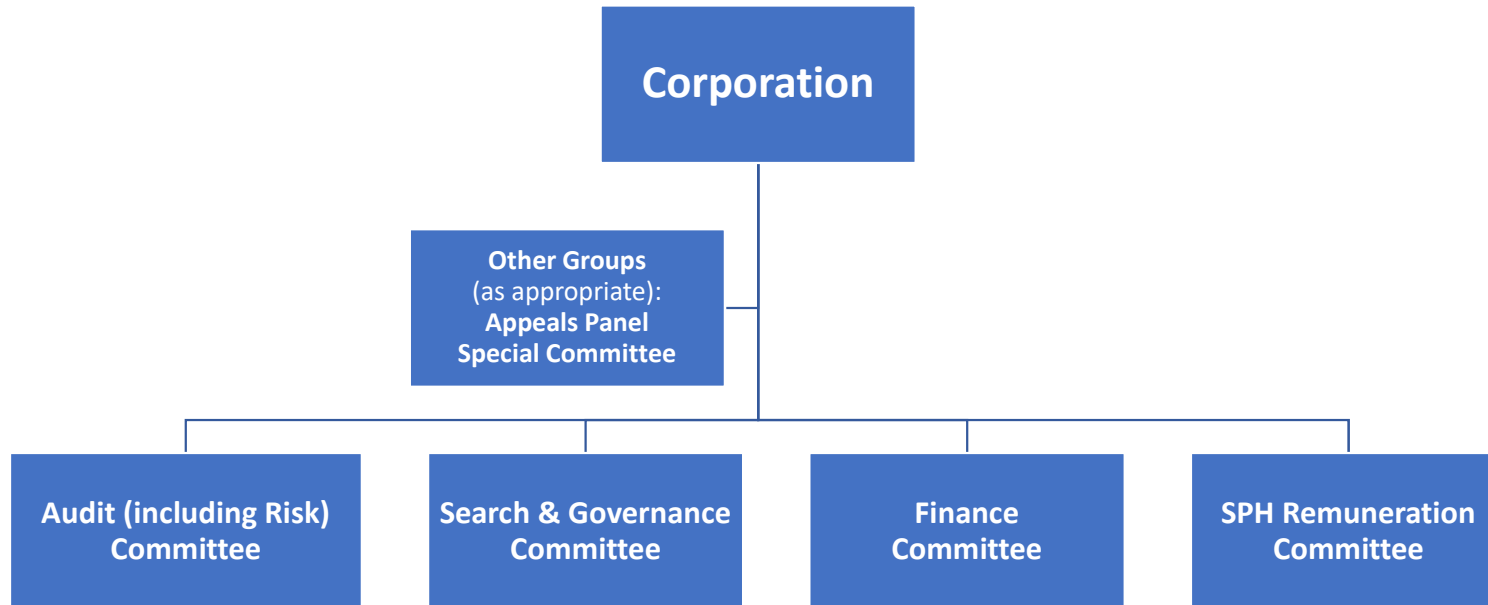 Corporation
Other Groups
(as appropriate):
Appeals Panel
Special Committee
Audit (including Risk)
Committee
Search & Governance
Committee
Finance
Committee
SPH Remuneration
Committee